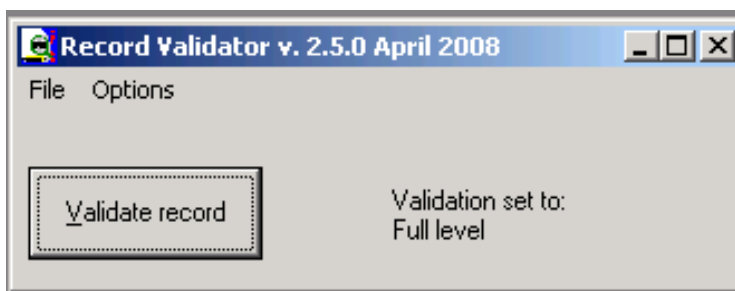 Record Validator v. 2.5.0 April 2008
File Options
Validate record
Validation set to:
Full level